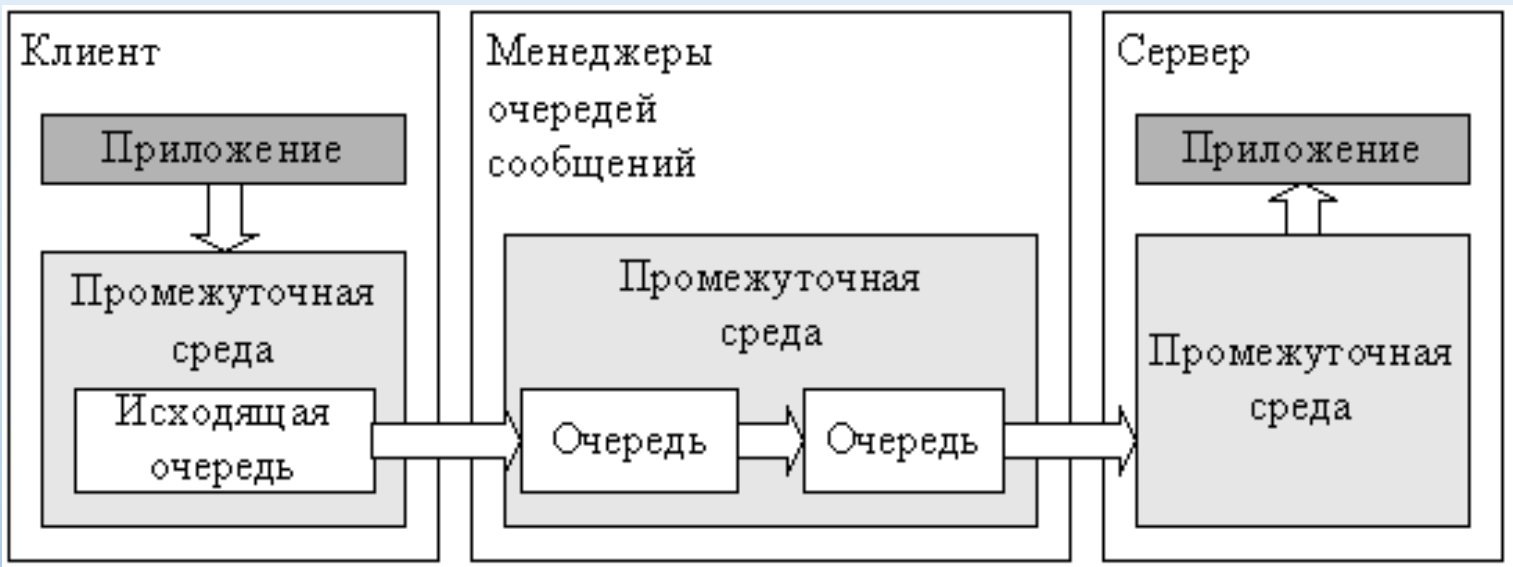 Клиент
Приложение
Промежуточная
среда
Исходящая
очередь
Менеджеры
очередей
сообщений
Промежуточная
среда
Очередь
Очередь
Сервер
Приложение
Промежуточная
среда